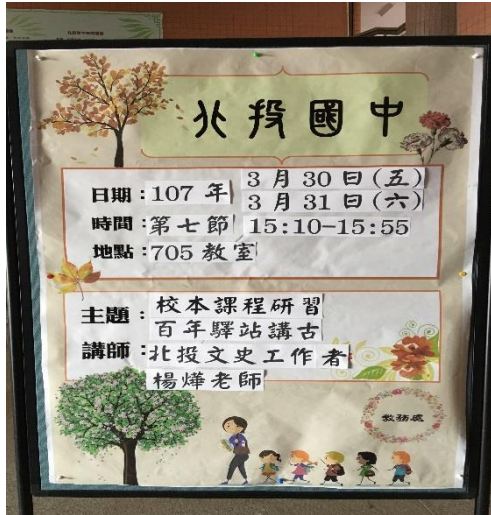 北投國中
日期：107 年 3 月 30 日(五)
3 月 31 日(六)
時間：第七節 15:10-15:55
地點：705 教室
主題：校本課程研習
百年驛站講古
講師：北投文史工作者
楊燁老師
教務處